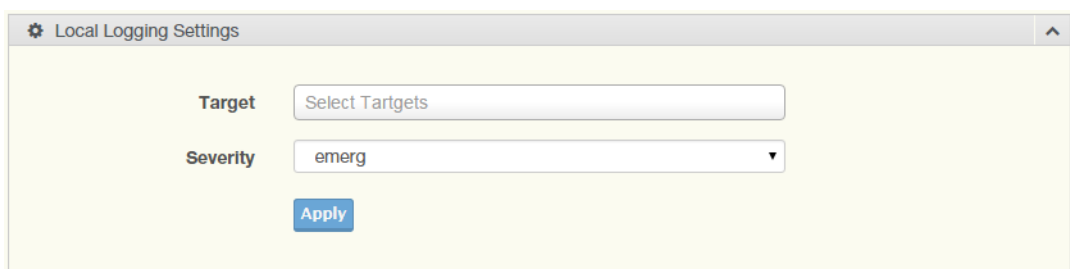 Local Logging Settings
Target
Select Tartgets
Severity
emerg
Apply